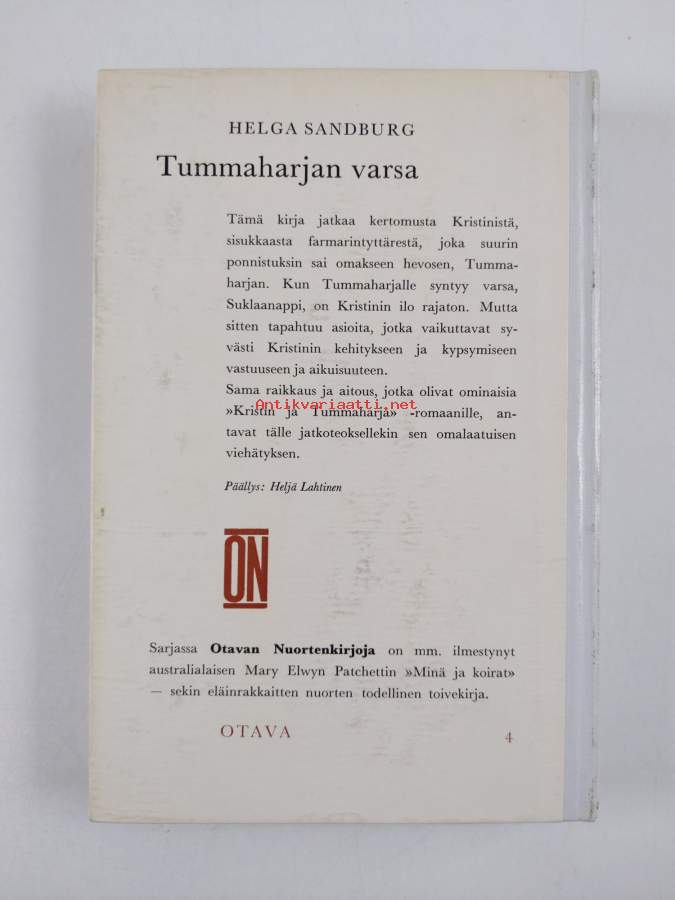 HELGA SANDBURG
Tummaharjan varsa
Tämä kirja jatkaa kertomusta Kristinistä,
sisukkaasta farmarintyttärestä, joka suurin
ponnistuksin sai omakseen hevosen, Tumma-
harjan. Kun Tummaharjalle syntyy varsa,
Suklaanappi, on Kristinin ilo rajaton. Mutta
sitten tapahtuu asioita, jotka vaikuttavat sy-
västi Kristinin kehitykseen ja kypsymiseen
vastuuseen ja aikuisuuteen.
Sama raikkaus ja aitous, jotka olivat ominaisia
Antikvariaatti.net
»Kristin ja Tummaharja» -romaanille, an-
tavat tälle jatkoteoksellekin sen omalaatuisen
viehätyksen.
Päällys: Heljä Lahtinen
ON
Sarjassa Otavan Nuortenkirjoja on mm. ilmestynyt
australialaisen Mary Elwyn Patchettin »Minä ja koirat»
— sekin eläinrakkaitten nuorten todellinen toivekirja.
OTAVA 4